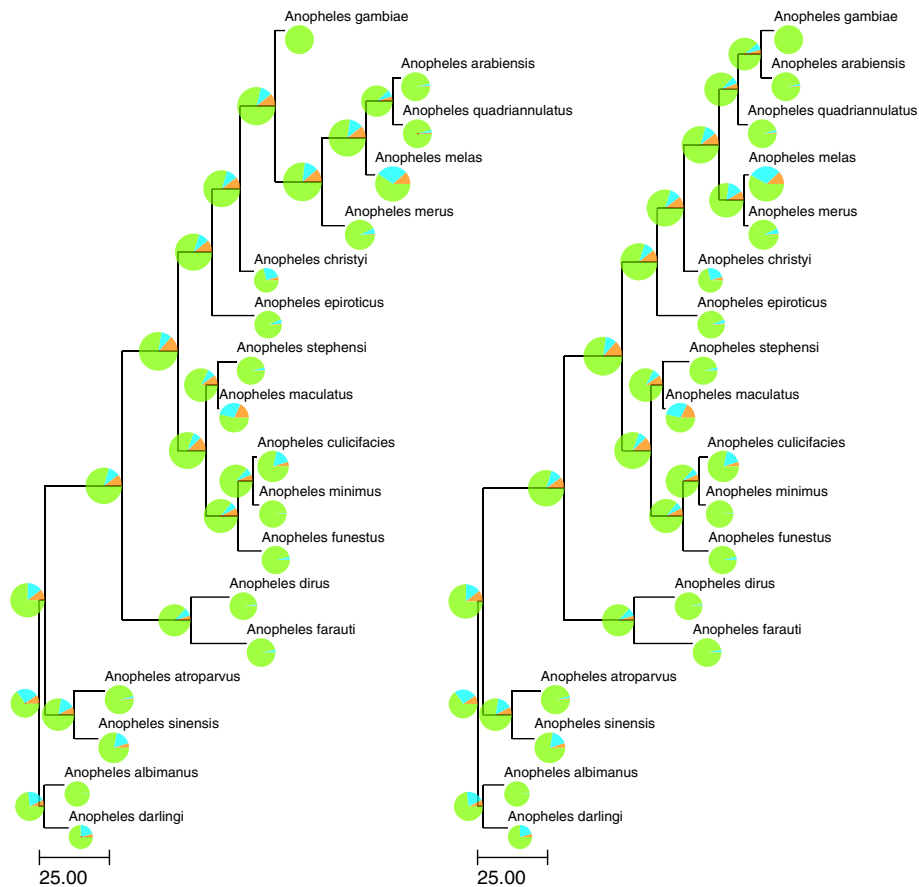 Anopheles gambiae
Anopheles arabiensis
Anopheles quadriannulatus
Anopheles melas
Anopheles merus
Anopheles christyi
Anopheles epiroticus
Anopheles stephensi
Anopheles maculatus
Anopheles culicifacies
Anopheles minimus
Anopheles funestus
Anopheles dirus
Anopheles farauti
Anopheles atroparvus
Anopheles sinensis
Anopheles albimanus
Anopheles darlingi
25.00
Anopheles gambiae
Anopheles arabiensis
Anopheles quadriannulatus
Anopheles melas
Anopheles merus
Anopheles christyi
Anopheles epiroticus
Anopheles stephensi
Anopheles maculatus
Anopheles culicifacies
Anopheles minimus
Anopheles funestus
Anopheles dirus
Anopheles farauti
Anopheles atroparvus
Anopheles sinensis
Anopheles albimanus
Anopheles darlingi
25.00